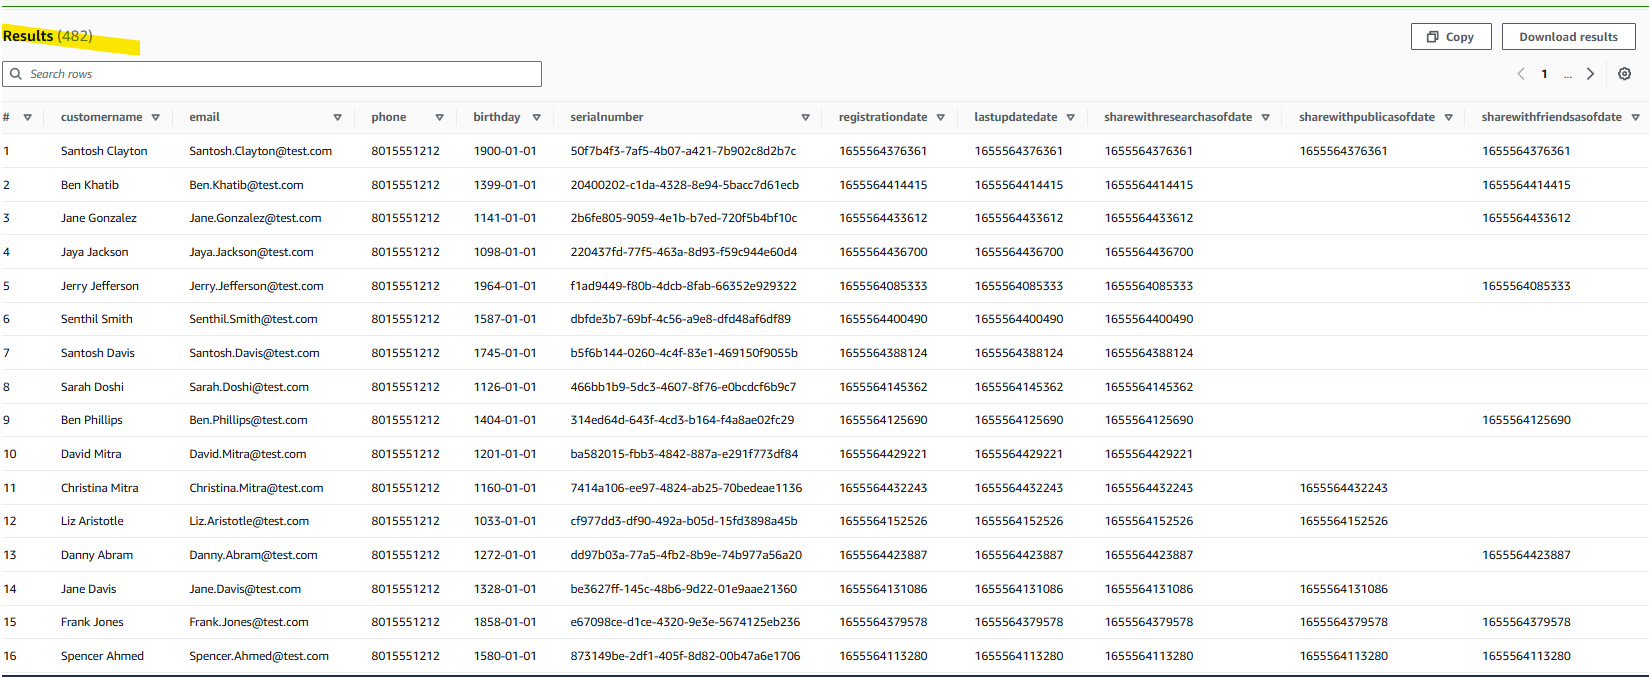 Results (482)
Copy
Download results
Search rows
1 ...
# customername email phone birthday serialnumber registrationdate lastupdatedate sharewithresearchasofdate sharewithpublicasofdate sharewithfriendsasofdate
1 Santosh Clayton Santosh.Clayton@test.com 8015551212 1900-01-01 50f7b4f3-7af5-4b07-a421-7b902c8d2b7c 1655564376361 1655564376361 1655564376361 1655564376361 1655564376361
2 Ben Khatib Ben.Khatib@test.com 8015551212 1399-01-01 20400202-c1da-4328-8e94-5bacc7d61ecb 1655564414415 1655564414415 1655564414415 1655564414415
3 Jane Gonzalez Jane.Gonzalez@test.com 8015551212 1141-01-01 2b6fe805-9059-4e1b-b7ed-720f5b4bf10c 1655564433612 1655564433612 1655564433612 1655564433612
4 Jaya Jackson Jaya.Jackson@test.com 8015551212 1098-01-01 220437fd-77f5-463a-8d93-f59c944e60d4 1655564436700 1655564436700 1655564436700
5 Jerry Jefferson Jerry.Jefferson@test.com 8015551212 1964-01-01 f1ad9449-f80b-4dcb-8fab-66352e929322 1655564085333 1655564085333 1655564085333 1655564085333
6 Senthil Smith Senthil.Smith@test.com 8015551212 1587-01-01 dbfde3b7-69bf-4c56-a9e8-dfd48af6df89 1655564400490 1655564400490 1655564400490
7 Santosh Davis Santosh.Davis@test.com 8015551212 1745-01-01 b5f6b144-0260-4c4f-83e1-469150f9055b 1655564388124 1655564388124 1655564388124
8 Sarah Doshi Sarah.Doshi@test.com 8015551212 1126-01-01 466bb1b9-5dc3-4607-8f76-e0bcdcf6b9c7 1655564145362 1655564145362 1655564145362
9 Ben Phillips Ben.Phillips@test.com 8015551212 1404-01-01 314ed64d-643f-4cd3-b164-f4a8ae02fc29 1655564125690 1655564125690 1655564125690 1655564125690
10 David Mitra David.Mitra@test.com 8015551212 1201-01-01 ba582015-fbb3-4842-887a-e291f773df84 1655564429221 1655564429221 1655564429221
11 Christina Mitra Christina.Mitra@test.com 8015551212 1160-01-01 7414a106-ee97-4824-ab25-70bedeae1136 1655564432243 1655564432243 1655564432243 1655564432243
12 Liz Aristotle Liz.Aristotle@test.com 8015551212 1033-01-01 cf977dd3-df90-492a-b05d-15fd3898a45b 1655564152526 1655564152526 1655564152526 1655564152526
13 Danny Abram Danny.Abram@test.com 8015551212 1272-01-01 dd97b03a-77a5-4fb2-8b9e-74b977a56a20 1655564423887 1655564423887 1655564423887 1655564423887
14 Jane Davis Jane.Davis@test.com 8015551212 1328-01-01 be3627ff-145c-48b6-9d22-01e9aae21360 1655564131086 1655564131086 1655564131086 1655564131086
15 Frank Jones Frank.Jones@test.com 8015551212 1858-01-01 e67098ce-d1ce-4320-9e3e-5674125eb236 1655564379578 1655564379578 1655564379578 1655564379578 1655564379578
16 Spencer Ahmed Spencer.Ahmed@test.com 8015551212 1580-01-01 873149be-2df1-405f-8d82-00b47a6e1706 1655564113280 1655564113280 1655564113280 1655564113280 1655564113280